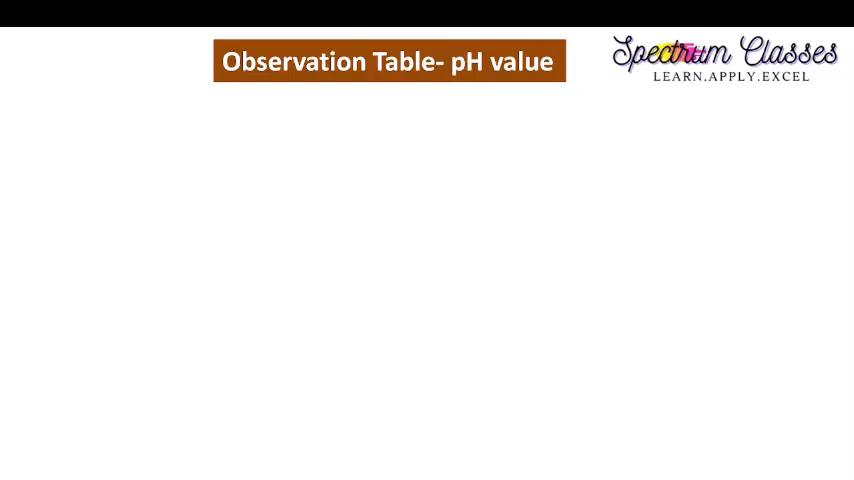 Observation Table- pH value
Spectrum Classes
LEARN.APPLY.EXCEL